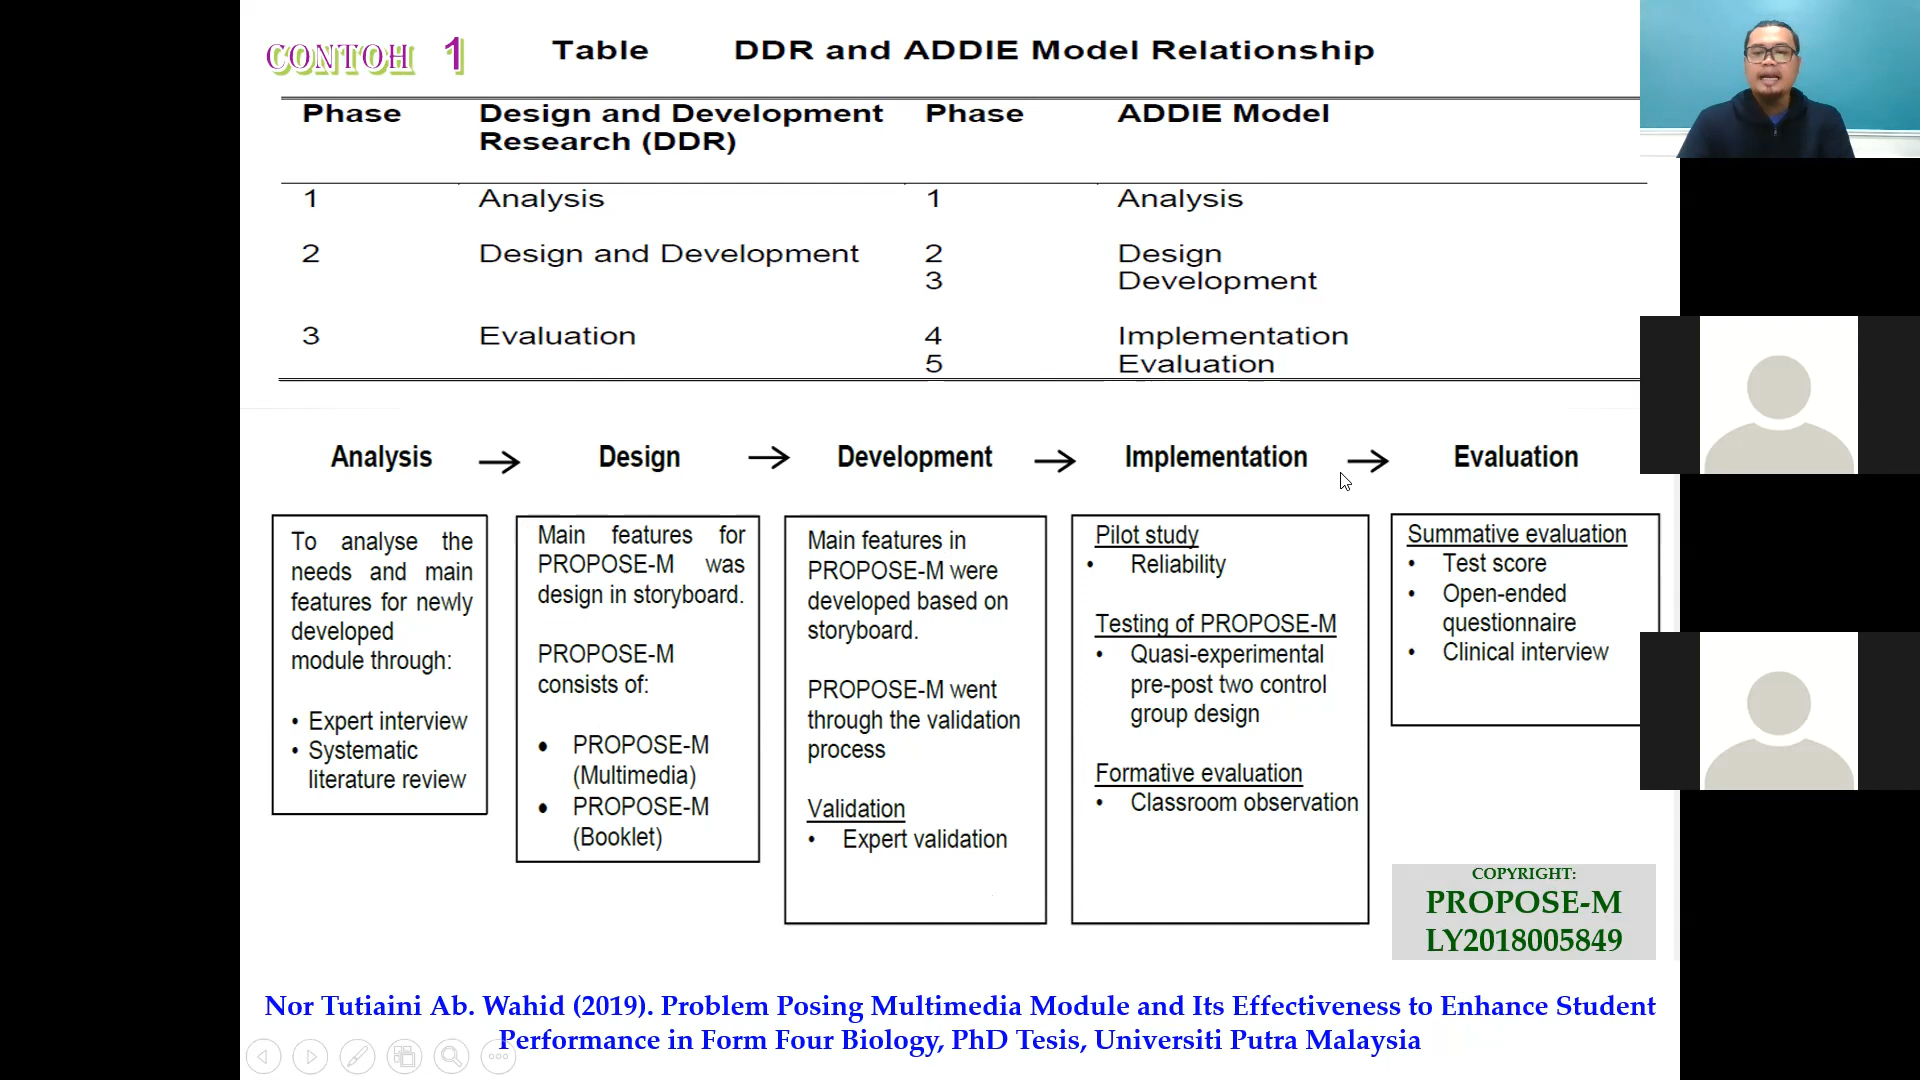 CONTOH 1
Table DDR and ADDIE Model Relationship
Phase Design and Development Phase ADDIE Model
Research (DDR)
1 Analysis 1 Analysis
2 Design and Development 2 Design
3 Development
3 Evaluation 4 Implementation
5 Evaluation
Analysis → Design → Development → Implementation → Evaluation
To analyse the
needs and main
features for newly
developed
module through:
• Expert interview
• Systematic
literature review
Main features for
PROPOSE-M was
design in storyboard.
PROPOSE-M
consists of:
• PROPOSE-M
(Multimedia)
• PROPOSE-M
(Booklet)
Main features in
PROPOSE-M were
developed based on
storyboard.
PROPOSE-M went
through the validation
process
Validation
• Expert validation
Pilot study
• Reliability
Testing of PROPOSE-M
• Quasi-experimental
pre-post two control
group design
Formative evaluation
• Classroom observation
Summative evaluation
• Test score
• Open-ended
questionnaire
• Clinical interview
COPYRIGHT:
PROPOSE-M
LY2018005849
Nor Tutiaini Ab. Wahid (2019). Problem Posing Multimedia Module and Its Effectiveness to Enhance Student
Performance in Form Four Biology, PhD Tesis, Universiti Putra Malaysia